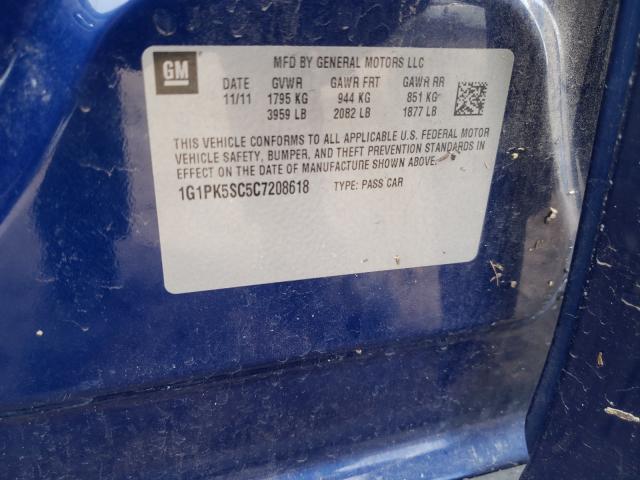 GM
MFD BY GENERAL MOTORS LLC
DATE GVWR GAWR FRT GAWR RR
11/11 1795 KG 944 KG 851 KG
3959 LB 2082 LB 1877 LB
THIS VEHICLE CONFORMS TO ALL APPLICABLE U.S. FEDERAL MOTOR
VEHICLE SAFETY, BUMPER, AND THEFT PREVENTION STANDARDS
IN EFFECT ON THE DATE OF MANUFACTURE SHOWN ABOVE.
1G1PK5SC5C7208618 TYPE: PASS CAR